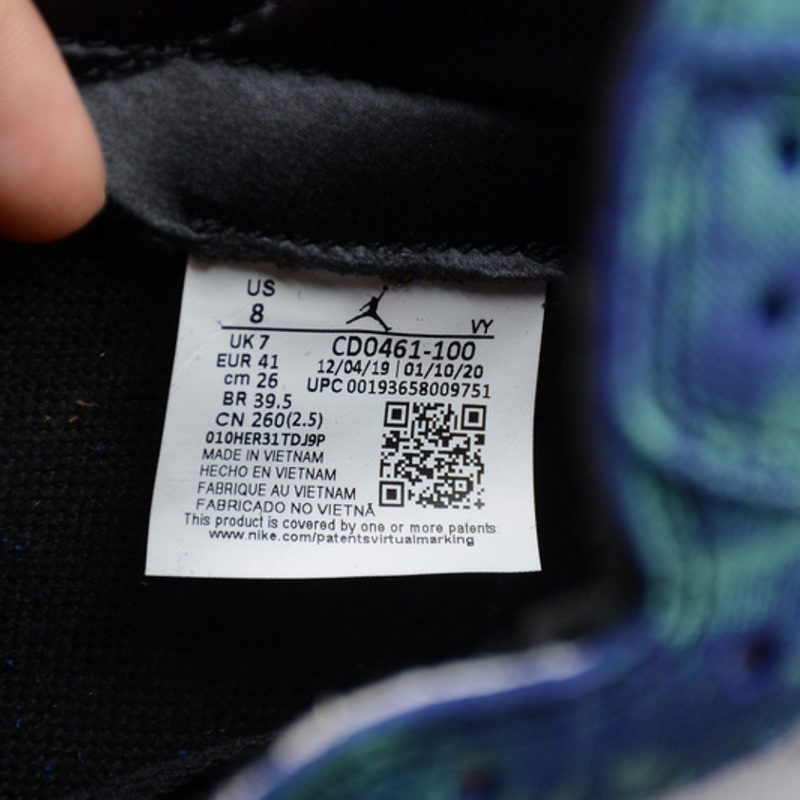 US
8
VY
UK 7
CD0461-100
EUR 41
12/04/19 | 01/10/20
cm 26
UPC 00193658009751
BR 39.5
CN 260(2.5)
010HER31TDJ9P
MADE IN VIETNAM
HECHO EN VIETNAM
FABRIQUE AU VIETNAM
FABRICADO NO VIETNÃ
This product is covered by one or more patents:
www.nike.com/patentsvirtualmarking